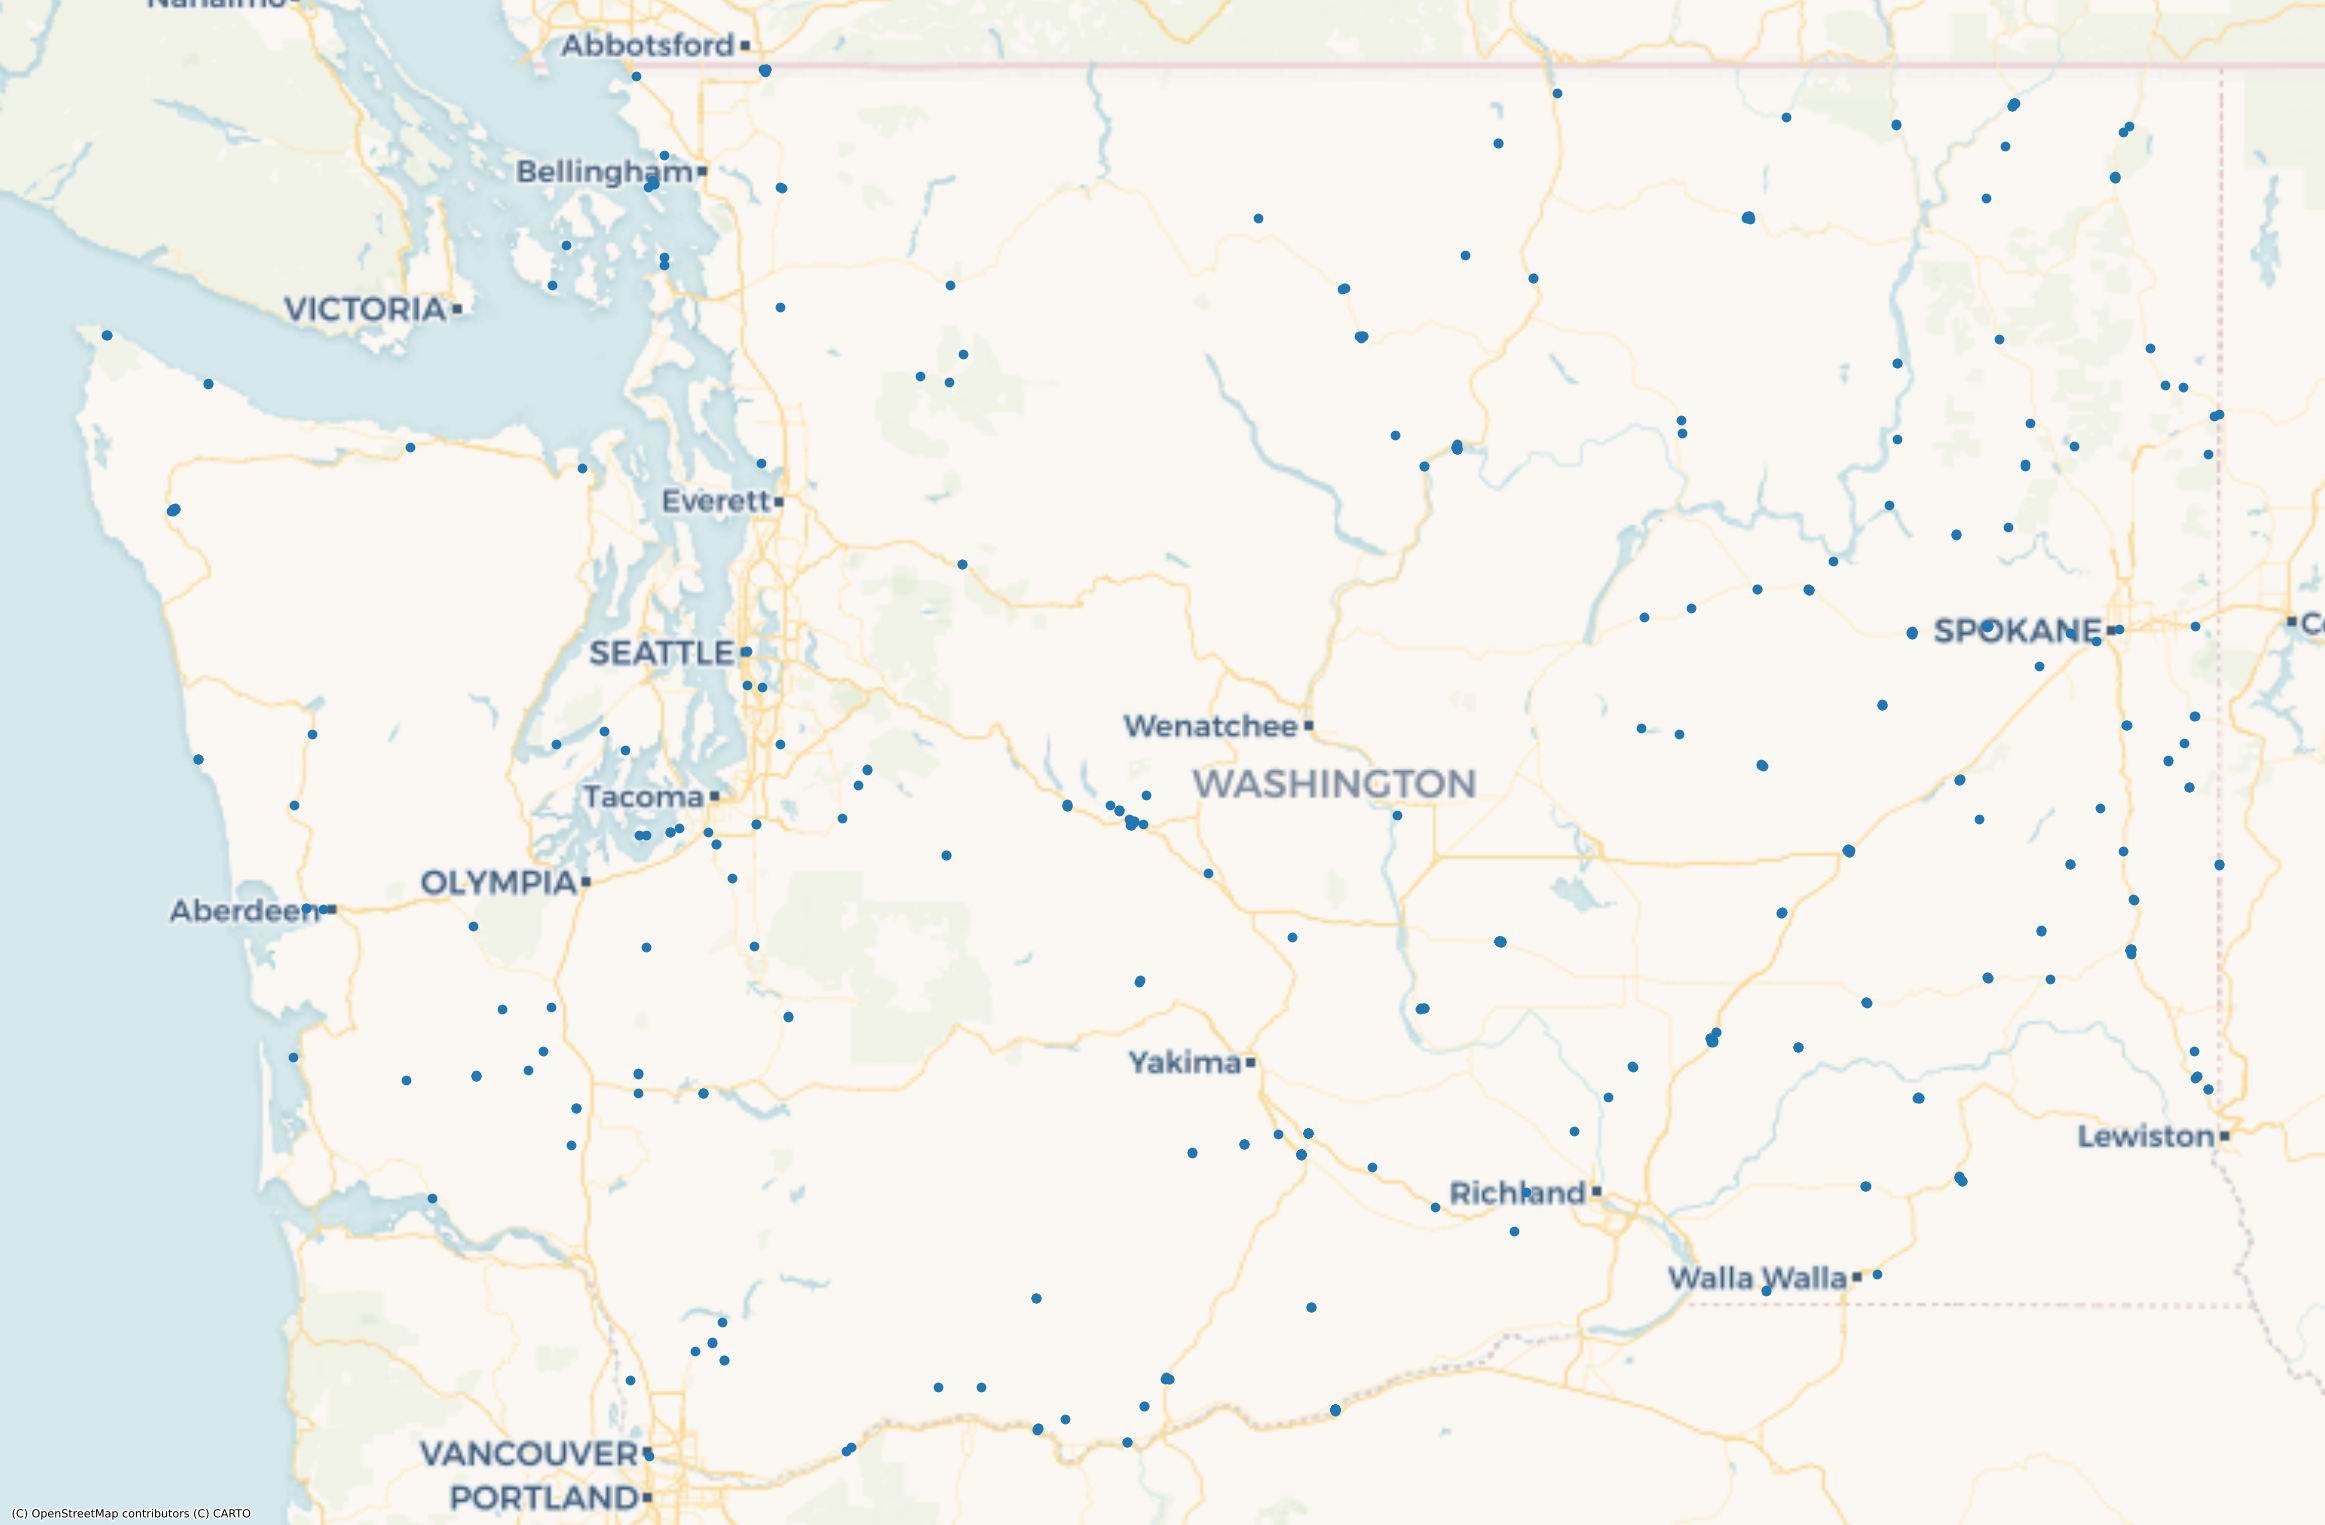 Abbotsford
Bellingham
VICTORIA
Everett
SEATTLE
SPOKANE
Wenatchee
WASHINGTON
Tacoma
OLYMPIA
Aberdeen
Yakima
Lewiston
Richland
Walla Walla
VANCOUVER
PORTLAND
(C) OpenStreetMap contributors (C) CARTO